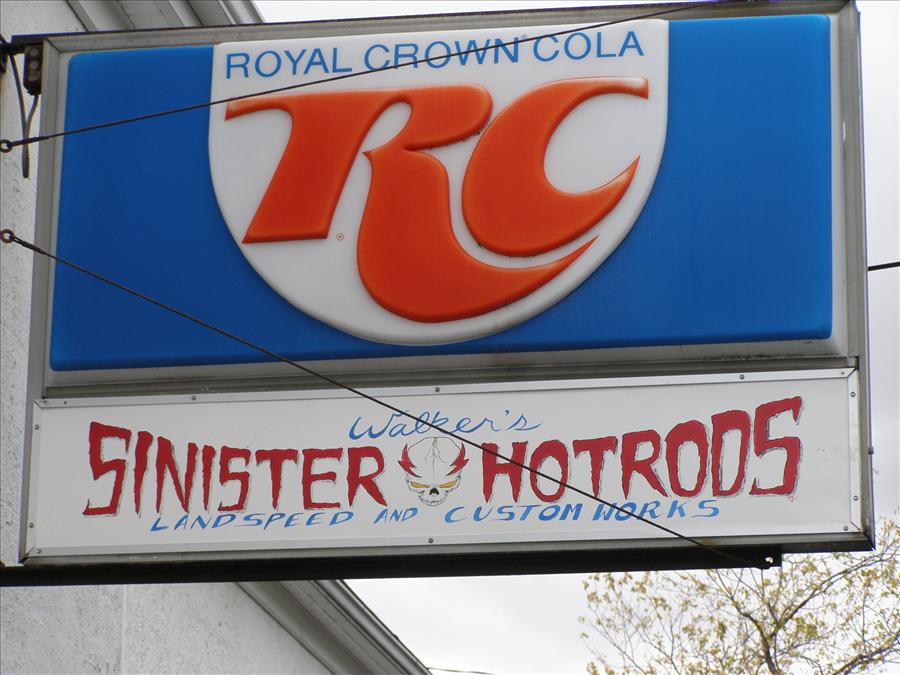 ROYAL CROWN® COLA
RC®
Walker's
SINISTER HOTRODS
LANDSPEED AND CUSTOM WORKS